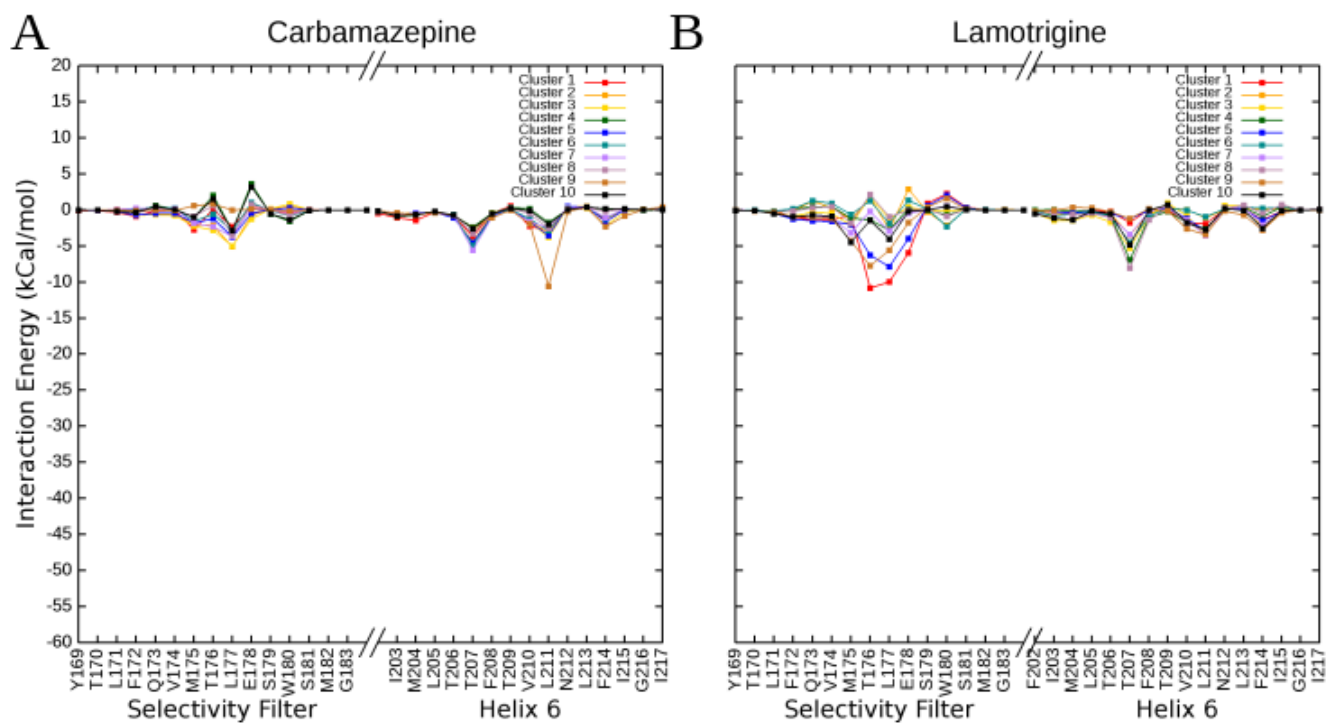 A
Carbamazepine
B
Lamotrigine
Interaction Energy (kCal/mol)
20
15
10
5
0
-5
-10
-15
-20
-25
-30
-35
-40
-45
-50
-55
-60
Cluster 1
Cluster 2
Cluster 3
Cluster 4
Cluster 5
Cluster 6
Cluster 7
Cluster 8
Cluster 9
Cluster 10
Y169
T170
L171
F172
Q173
V174
M175
T176
L177
E178
S179
W180
S181
M182
G183
I203
M204
L205
T206
T207
F208
T209
V210
L211
N212
L213
F214
I215
G216
I217
Selectivity Filter
Helix 6
Cluster 1
Cluster 2
Cluster 3
Cluster 4
Cluster 5
Cluster 6
Cluster 7
Cluster 8
Cluster 9
Cluster 10
Y169
T170
L171
F172
Q173
V174
M175
T176
L177
E178
S179
W180
S181
M182
G183
F202
I203
M204
L205
T206
T207
F208
T209
V210
L211
N212
L213
F214
I215
G216
I217
Selectivity Filter
Helix 6